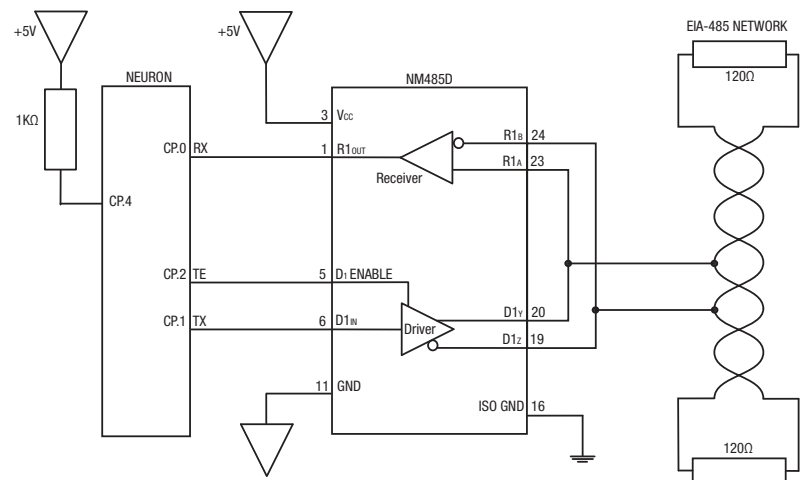 EIA-485 NETWORK
+5V
+5V
120Ω
NEURON
NM485D
1KΩ
3 Vcc
R1B 24
CP.0 RX
1 R1OUT
R1A 23
Receiver
CP.4
CP.2 TE
5 D1 ENABLE
D1Y 20
CP.1 TX
6 D1IN
Driver
D1Z 19
11 GND
ISO GND 16
120Ω